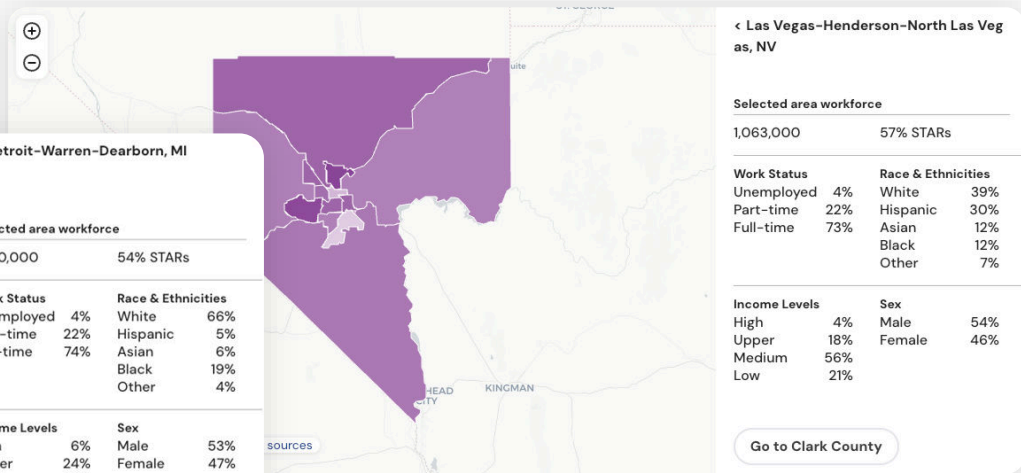 ST. GEORGE
uite
HEAD
CITY
KINGMAN
sources
etroit-Warren-Dearborn, MI
cted area workforce
0,000 54% STARs
k Status Race & Ethnicities
mployed 4% White 66%
-time 22% Hispanic 5%
time 74% Asian 6%
Black 19%
Other 4%
me Levels Sex
6% Male 53%
er 24% Female 47%
< Las Vegas-Henderson-North Las Veg
as, NV
Selected area workforce
1,063,000 57% STARs
Work Status Race & Ethnicities
Unemployed 4% White 39%
Part-time 22% Hispanic 30%
Full-time 73% Asian 12%
Black 12%
Other 7%
Income Levels Sex
High 4% Male 54%
Upper 18% Female 46%
Medium 56%
Low 21%
Go to Clark County